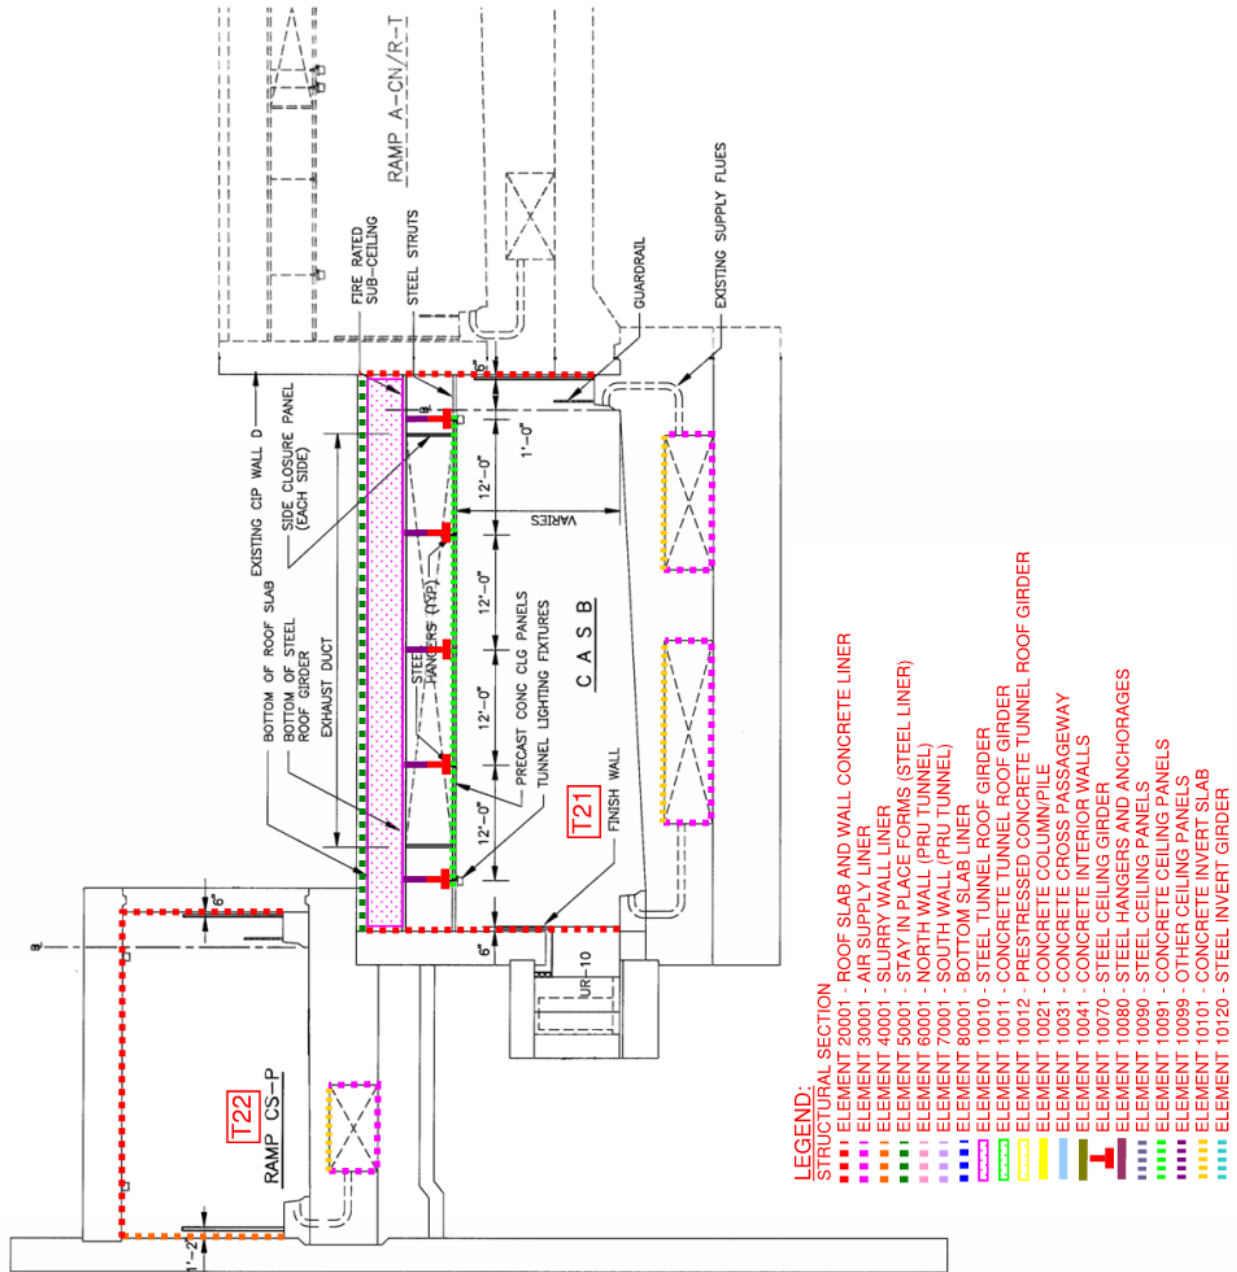 RAMP A-CN/R-T
FIRE RATED
SUB-CEILING
STEEL STRUTS
GUARDRAIL
EXISTING SUPPLY FLUES
EXISTING CIP WALL D
SIDE CLOSURE PANEL
(EACH SIDE)
BOTTOM OF ROOF SLAB
BOTTOM OF STEEL
ROOF GIRDER
EXHAUST DUCT
HANGERS (TYP)
6"
1'-0"
12'-0"
12'-0"
12'-0"
12'-0"
6"
VARIES
C A S B
PRECAST CONC CLG PANELS
TUNNEL LIGHTING FIXTURES
T21
FINISH WALL
UR-10
6"
T22
RAMP CS-P
1'-2"
LEGEND:
STRUCTURAL SECTION
ELEMENT 20001 - ROOF SLAB AND WALL CONCRETE LINER
ELEMENT 30001 - AIR SUPPLY LINER
ELEMENT 40001 - SLURRY WALL LINER
ELEMENT 50001 - STAY IN PLACE FORMS (STEEL LINER)
ELEMENT 60001 - NORTH WALL (PRU TUNNEL)
ELEMENT 70001 - SOUTH WALL (PRU TUNNEL)
ELEMENT 80001 - BOTTOM SLAB LINER
ELEMENT 10010 - STEEL TUNNEL ROOF GIRDER
ELEMENT 10011 - CONCRETE TUNNEL ROOF GIRDER
ELEMENT 10012 - PRESTRESSED CONCRETE TUNNEL ROOF GIRDER
ELEMENT 10021 - CONCRETE COLUMN/PILE
ELEMENT 10031 - CONCRETE CROSS PASSAGEWAY
ELEMENT 10041 - CONCRETE INTERIOR WALLS
ELEMENT 10070 - STEEL CEILING GIRDER
ELEMENT 10080 - STEEL HANGERS AND ANCHORAGES
ELEMENT 10090 - STEEL CEILING PANELS
ELEMENT 10091 - CONCRETE CEILING PANELS
ELEMENT 10099 - OTHER CEILING PANELS
ELEMENT 10101 - CONCRETE INVERT SLAB
ELEMENT 10120 - STEEL INVERT GIRDER